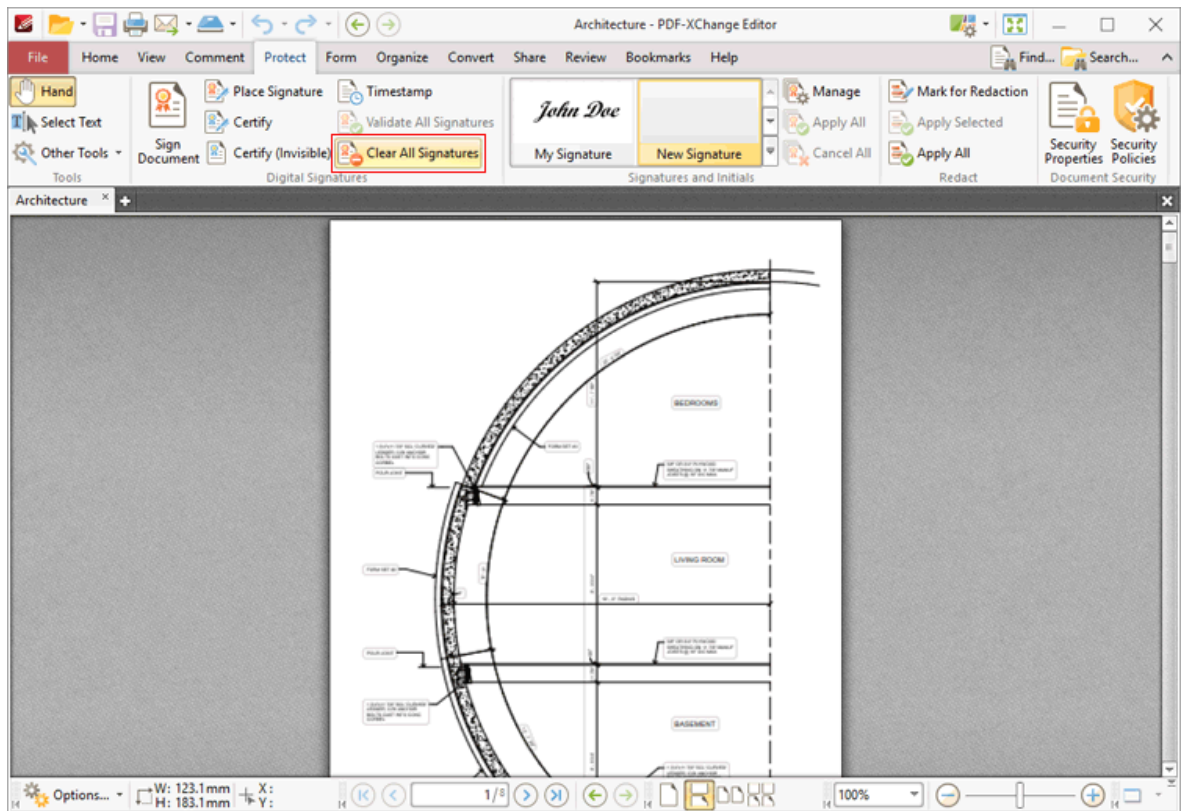 Architecture - PDF-XChange Editor
File Home View Comment Protect Form Organize Convert Share Review Bookmarks Help Find... Search...
Hand
Select Text
Other Tools
Tools
Sign
Document
Place Signature
Certify
Certify (Invisible)
Timestamp
Validate All Signatures
Clear All Signatures
Digital Signatures
John Doe
My Signature
New Signature
Manage
Apply All
Cancel All
Signatures and Initials
Mark for Redaction
Apply Selected
Apply All
Redact
Security
Properties
Security
Policies
Document Security
Architecture
BEDROOMS
LIVING ROOM
BASEMENT
Options...
W: 123.1mm
H: 183.1mm
X:
Y:
1/8
100%